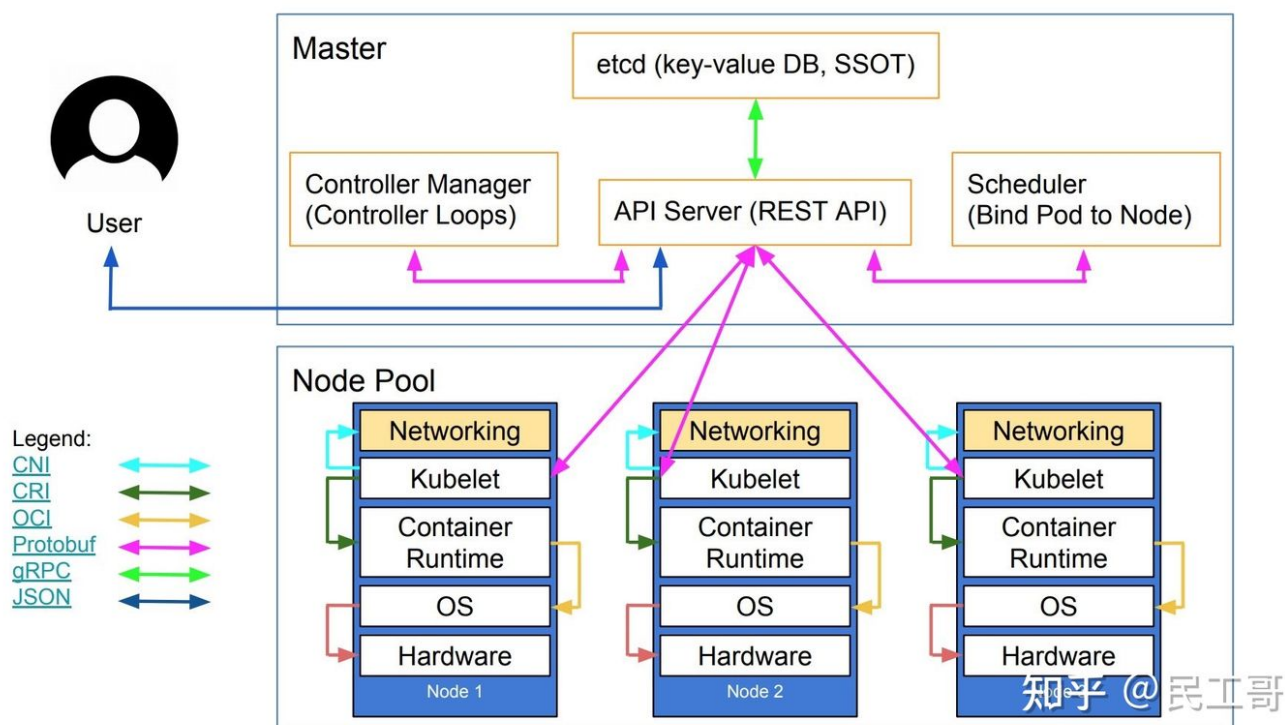 Master
etcd (key-value DB, SSOT)
Controller Manager
(Controller Loops)
API Server (REST API)
Scheduler
(Bind Pod to Node)
User
Node Pool
Networking
Kubelet
Container
Runtime
OS
Hardware
Node 1
Networking
Kubelet
Container
Runtime
OS
Hardware
Node 2
Networking
Kubelet
Container
Runtime
OS
Hardware
Legend:
CNI
CRI
OCI
Protobuf
gRPC
JSON
知乎 @民工哥